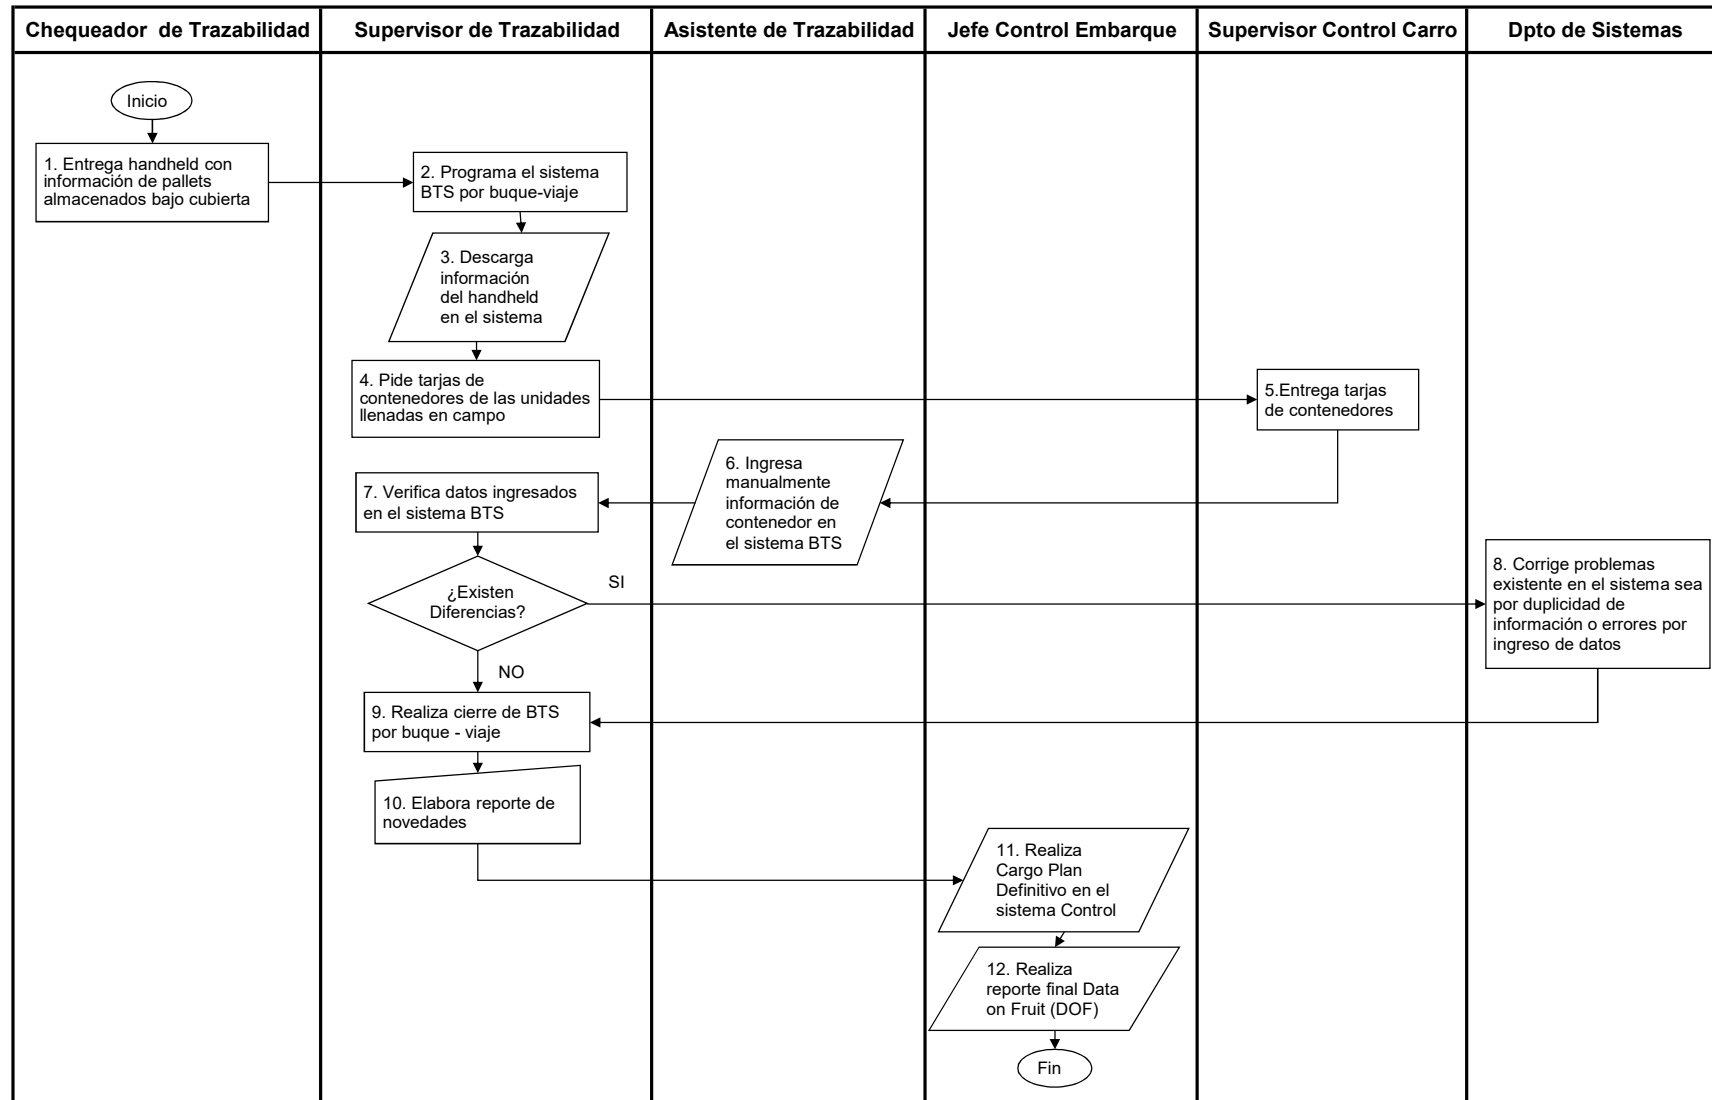 Chequeador  de Trazabilidad
Supervisor de Trazabilidad
Asistente de Trazabilidad
Jefe Control Embarque
Supervisor Control Carro
Dpto de Sistemas
Inicio
1. Entrega handheld con
información de pallets
almacenados bajo cubierta
2. Programa el sistema
BTS por buque-viaje
3. Descarga
información
del handheld
en el sistema
4. Pide tarjas de
contenedores de las unidades
llenadas en campo
5.Entrega tarjas
de contenedores
6. Ingresa
manualmente
información de
contenedor en
el sistema BTS
7. Verifica datos ingresados
en el sistema BTS
¿Existen
Diferencias?
SI
NO
8. Corrige problemas
existente en el sistema sea
por duplicidad de
información o errores por
ingreso de datos
9. Realiza cierre de BTS
por buque - viaje
10. Elabora reporte de
novedades
11. Realiza
Cargo Plan
Definitivo en el
sistema Control
12. Realiza
reporte final Data
on Fruit (DOF)
Fin